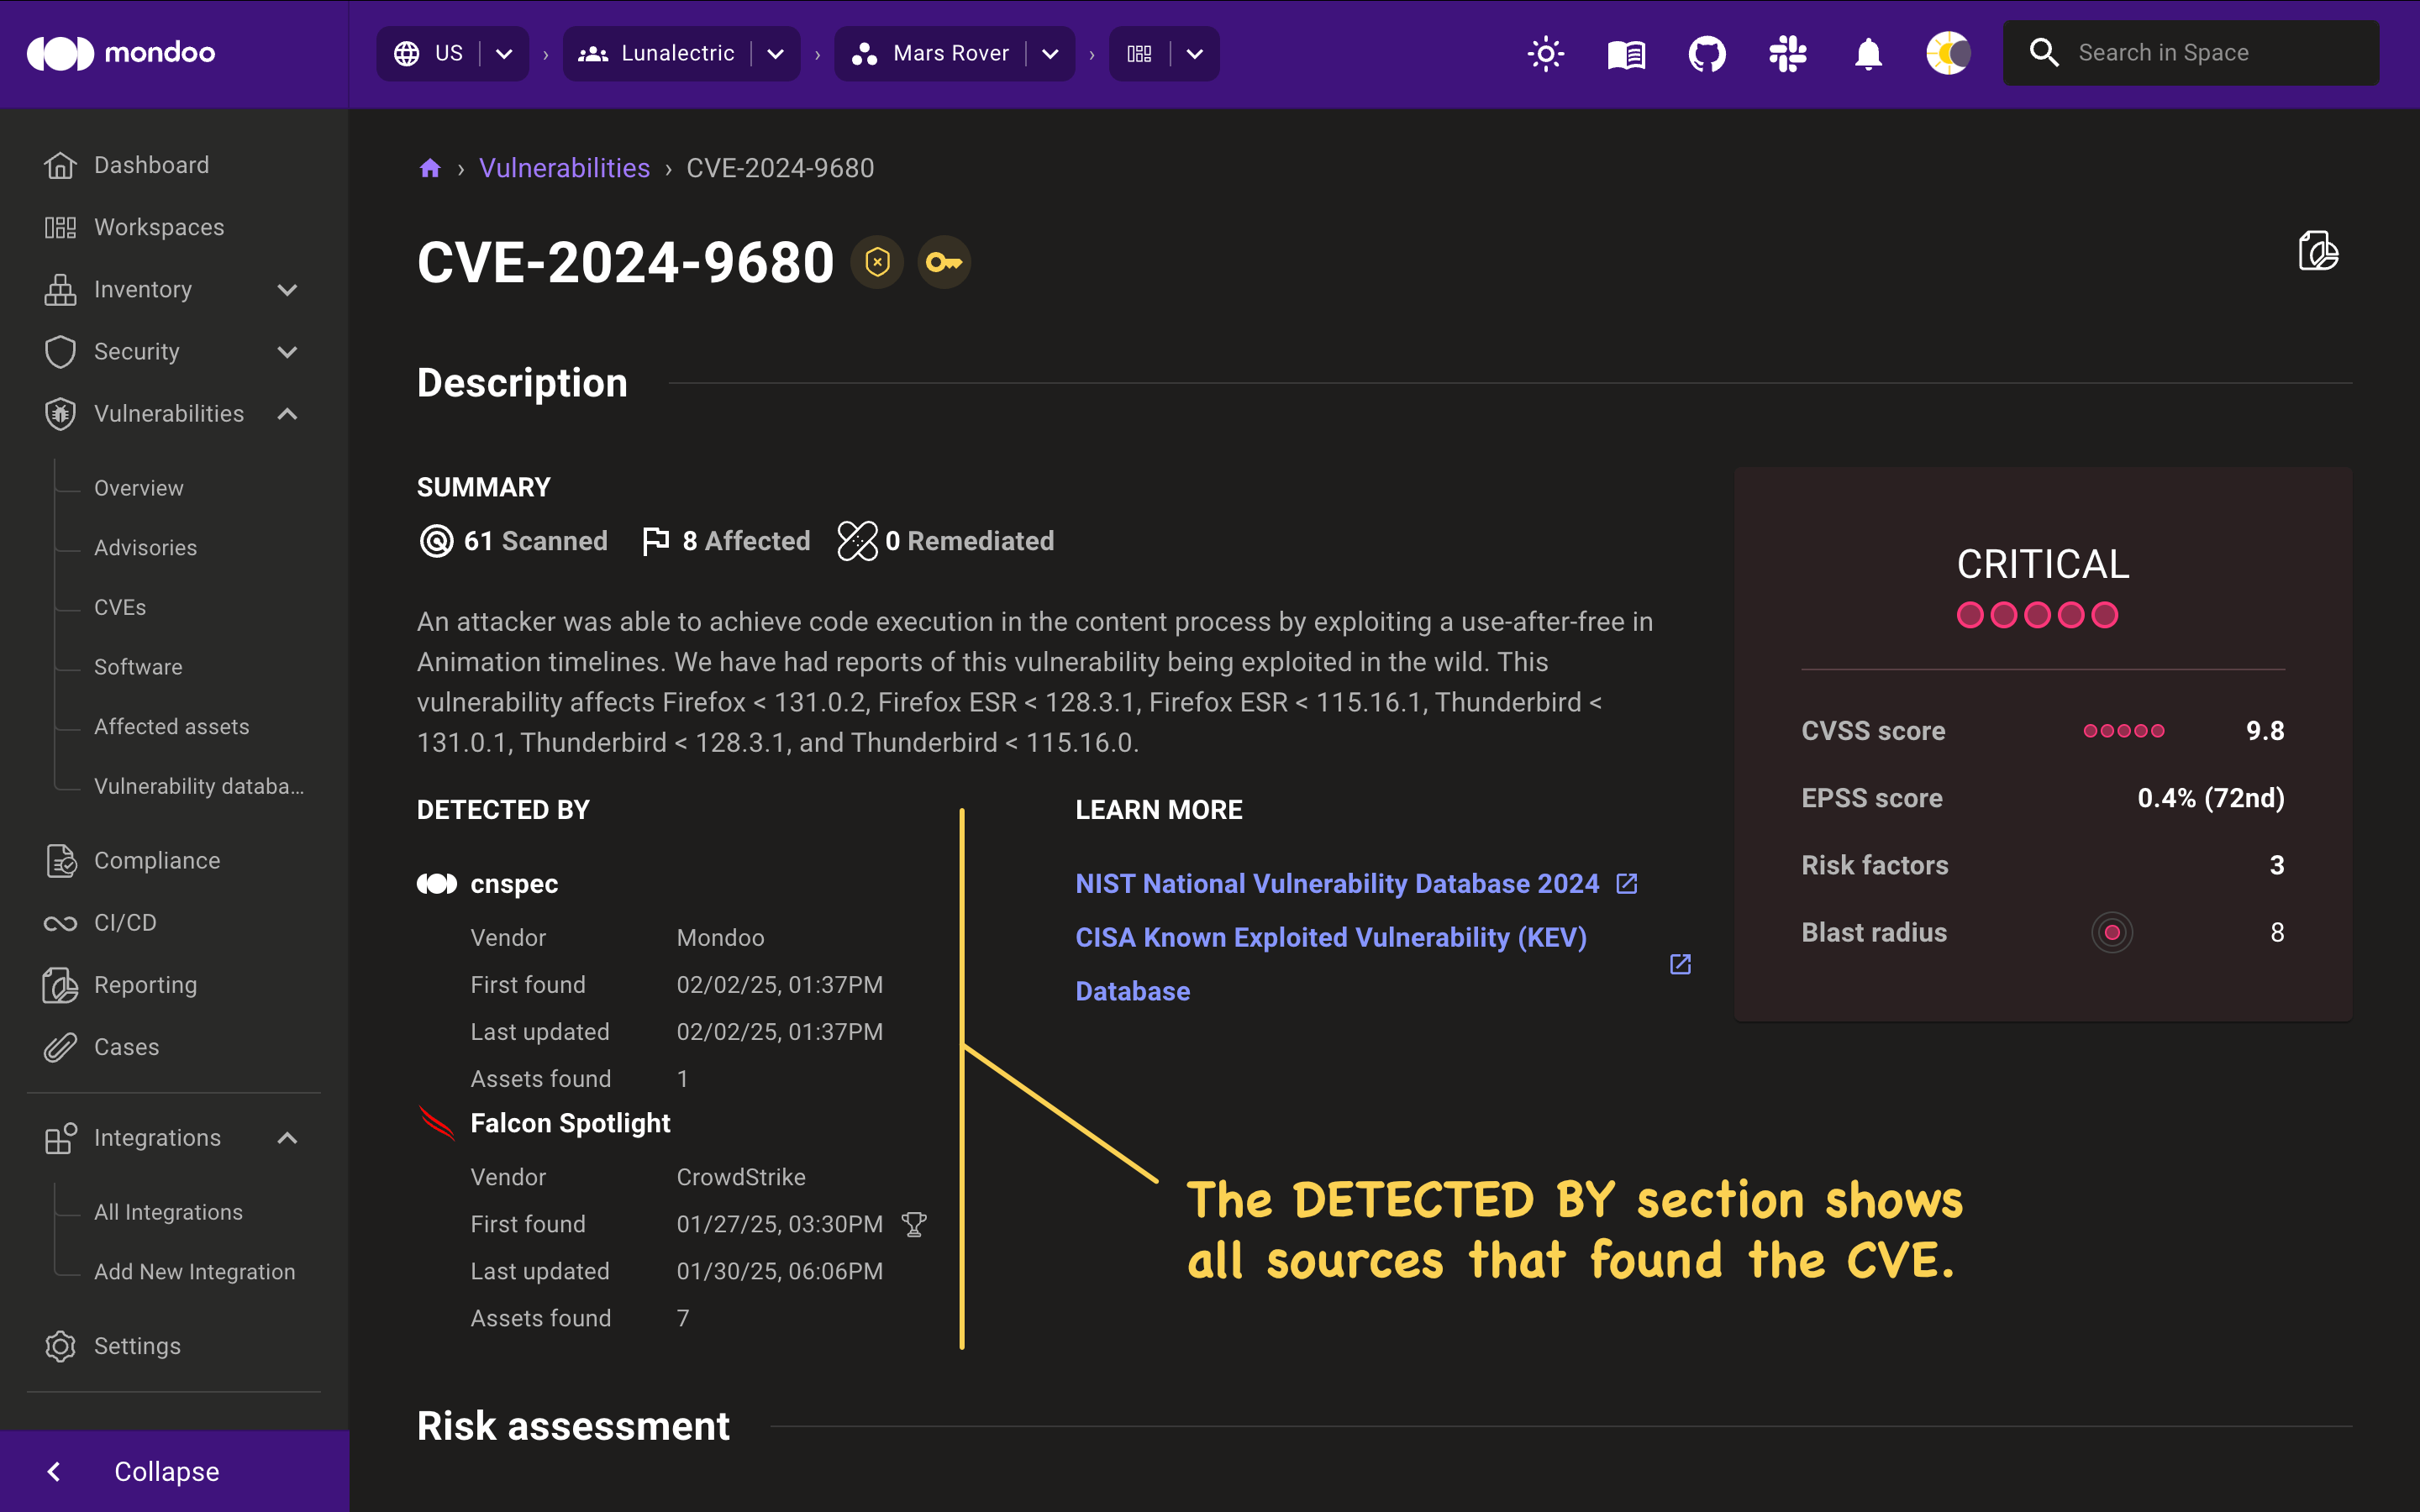 mondoo
US
Lunalectric
Mars Rover
Search in Space
Dashboard
Workspaces
Inventory
Security
Vulnerabilities
Overview
Advisories
CVEs
Software
Affected assets
Vulnerability databa...
Compliance
CI/CD
Reporting
Cases
Integrations
All Integrations
Add New Integration
Settings
Collapse
› Vulnerabilities › CVE-2024-9680
CVE-2024-9680
Description
SUMMARY
61 Scanned 8 Affected 0 Remediated
An attacker was able to achieve code execution in the content process by exploiting a use-after-free in
Animation timelines. We have had reports of this vulnerability being exploited in the wild. This
vulnerability affects Firefox < 131.0.2, Firefox ESR < 128.3.1, Firefox ESR < 115.16.1, Thunderbird <
131.0.1, Thunderbird < 128.3.1, and Thunderbird < 115.16.0.
DETECTED BY
cnspec
Vendor Mondoo
First found 02/02/25, 01:37PM
Last updated 02/02/25, 01:37PM
Assets found 1
Falcon Spotlight
Vendor CrowdStrike
First found 01/27/25, 03:30PM
Last updated 01/30/25, 06:06PM
Assets found 7
LEARN MORE
NIST National Vulnerability Database 2024
CISA Known Exploited Vulnerability (KEV)
Database
CRITICAL
CVSS score 9.8
EPSS score 0.4% (72nd)
Risk factors 3
Blast radius 8
The DETECTED BY section shows
all sources that found the CVE.
Risk assessment